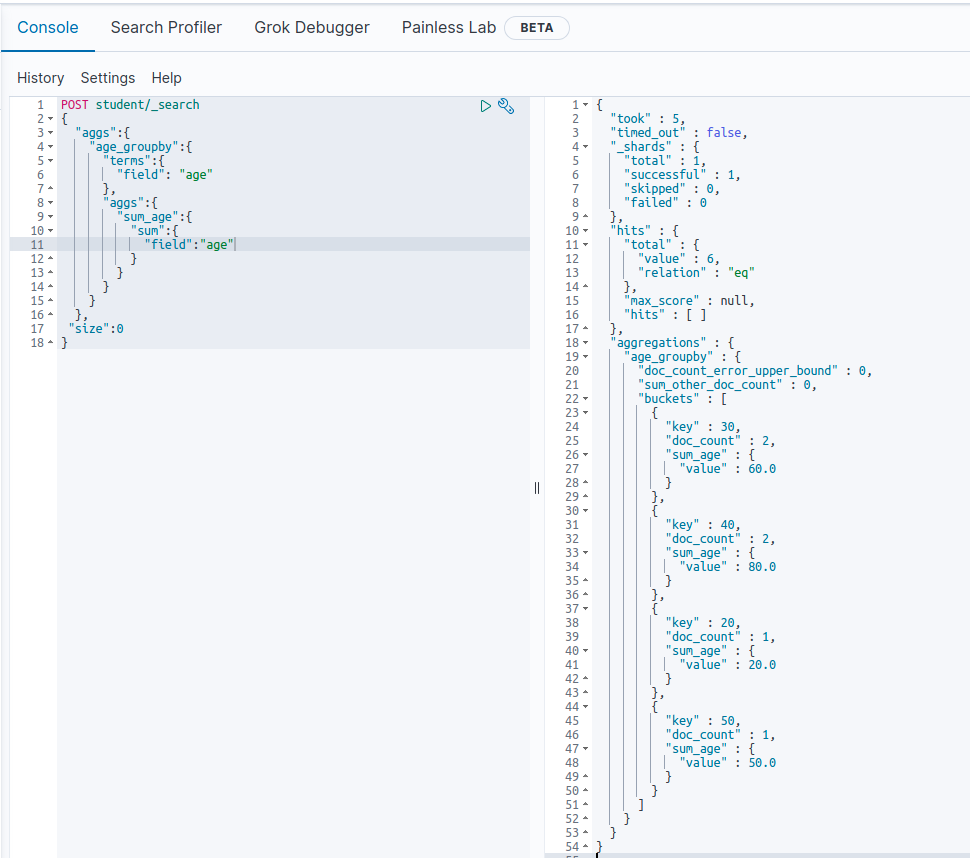 Console Search Profiler Grok Debugger Painless Lab BETA
History Settings Help
1 POST student/_search
2 {
3 "aggs":{
4 "age_groupby":{
5 "terms":{
6 "field": "age"
7 },
8 "aggs":{
9 "sum_age":{
10 "sum":{
11 "field":"age"
12 }
13 }
14 }
15 }
16 },
17 "size":0
18 }
1 {
2 "took" : 5,
3 "timed_out" : false,
4 "_shards" : {
5 "total" : 1,
6 "successful" : 1,
7 "skipped" : 0,
8 "failed" : 0
9 },
10 "hits" : {
11 "total" : {
12 "value" : 6,
13 "relation" : "eq"
14 },
15 "max_score" : null,
16 "hits" : [ ]
17 },
18 "aggregations" : {
19 "age_groupby" : {
20 "doc_count_error_upper_bound" : 0,
21 "sum_other_doc_count" : 0,
22 "buckets" : [
23 {
24 "key" : 30,
25 "doc_count" : 2,
26 "sum_age" : {
27 "value" : 60.0
28 }
29 },
30 {
31 "key" : 40,
32 "doc_count" : 2,
33 "sum_age" : {
34 "value" : 80.0
35 }
36 },
37 {
38 "key" : 20,
39 "doc_count" : 1,
40 "sum_age" : {
41 "value" : 20.0
42 }
43 },
44 {
45 "key" : 50,
46 "doc_count" : 1,
47 "sum_age" : {
48 "value" : 50.0
49 }
50 }
51 ]
52 }
53 }
54 }